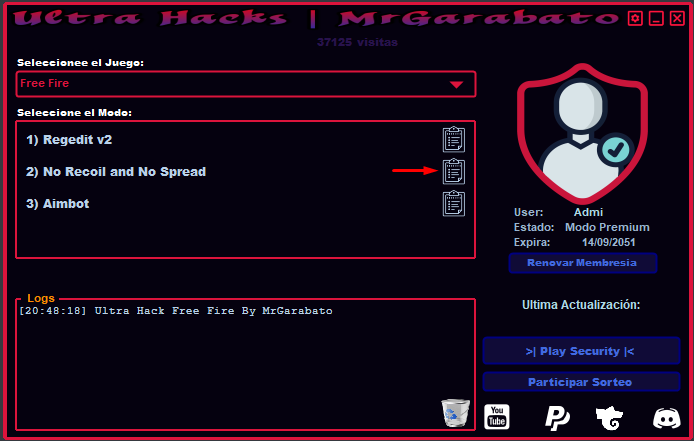 Ultra Hacks | MrGarabato
37125 visitas
Seleccionee el Juego:
Free Fire
Seleccione el Modo:
1) Regedit v2
2) No Recoil and No Spread
3) Aimbot
User: Admi
Estado: Modo Premium
Expira: 14/09/2051
Renovar Membresia
Logs
[20:48:18] Ultra Hack Free Fire By MrGarabato
Ultima Actualización:
>| Play Security |<
Participar Sorteo
You
Tube